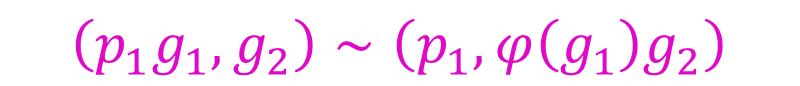 (p₁g₁, g₂) ~ (p₁, φ(g₁)g₂)